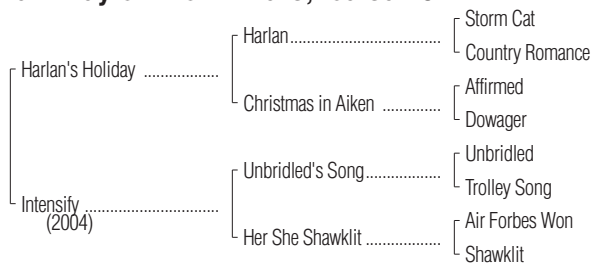 Storm Cat
Harlan
Country Romance
Harlan's Holiday
Affirmed
Christmas in Aiken
Dowager
Unbridled
Unbridled's Song
Trolley Song
Intensify
(2004)
Air Forbes Won
Her She Shawklit
Shawklit